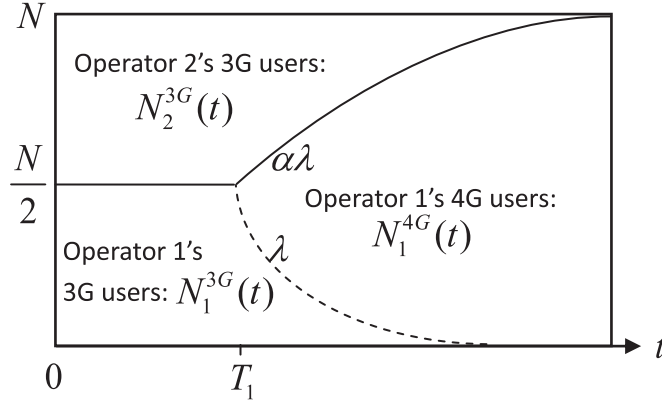 N
Operator 2's 3G users:
N_2^{3G}(t)
N/2
αλ
Operator 1's 4G users:
N_1^{4G}(t)
Operator 1's
λ
3G users: N_1^{3G}(t)
0
T_1
t